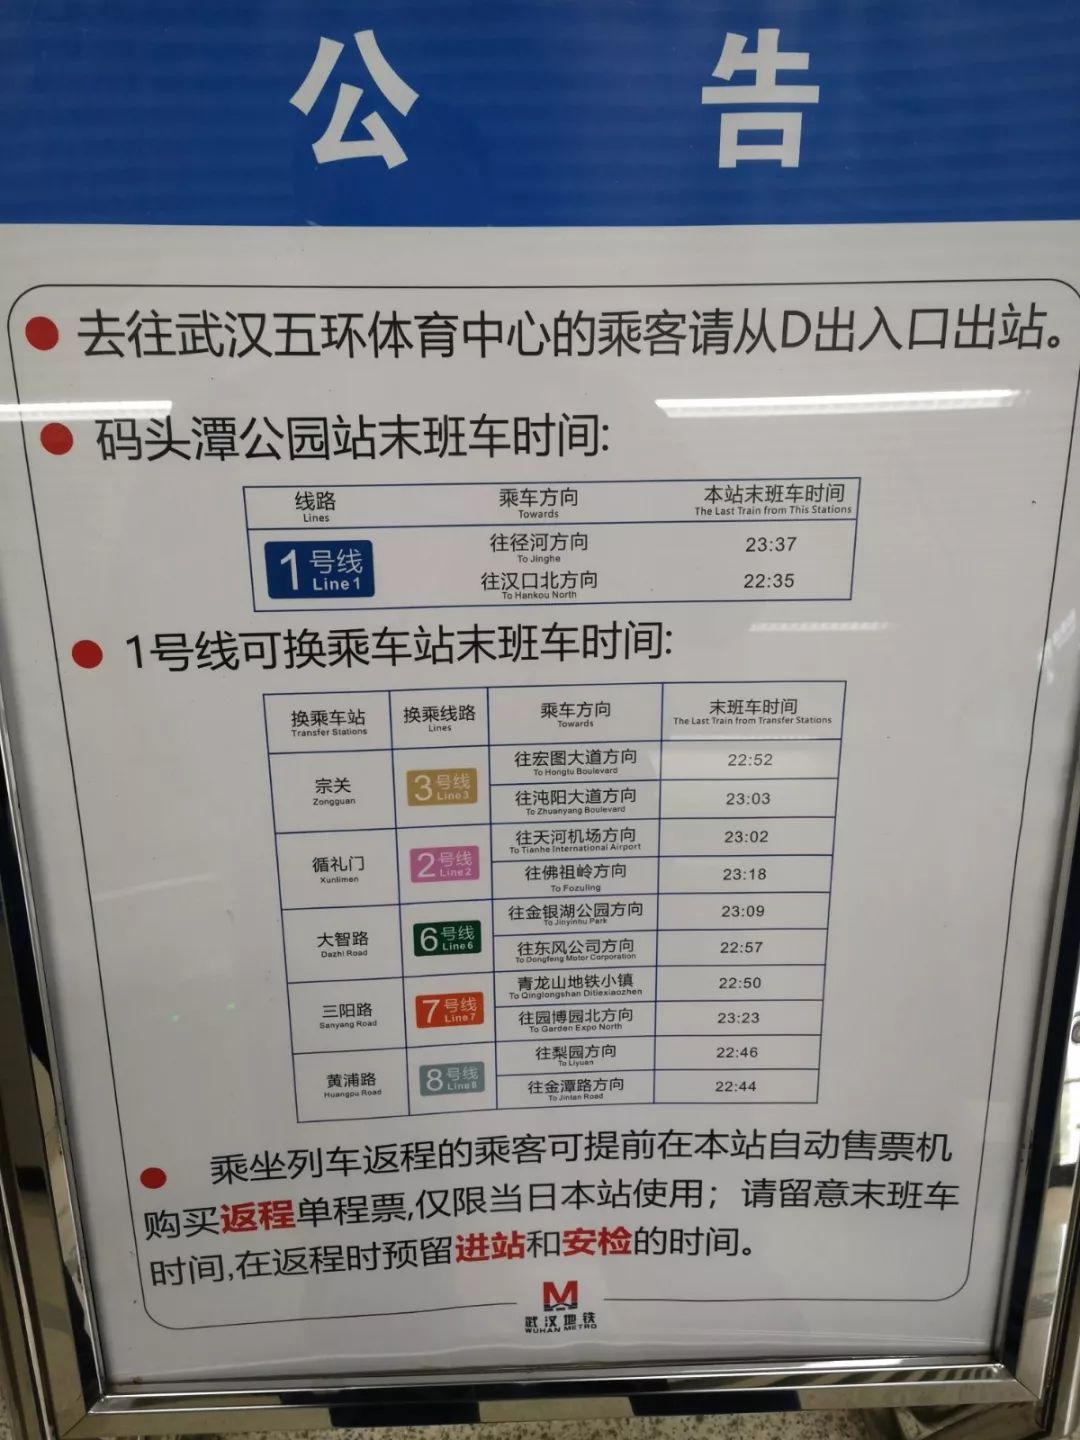 公告
去往武汉五环体育中心的乘客请从D出入口出站。
码头潭公园站末班车时间:
线路 乘车方向 本站末班车时间
Lines Towards The Last Train from This Stations
1号线 Line1
往径河方向 23:37
To Jinghe
往汉口北方向 22:35
To Hankou North
1号线可换乘车站末班车时间:
换乘车站 换乘线路 乘车方向 末班车时间
Transfer Stations Lines Towards The Last Train from Transfer Stations
宗关 Zongguan
3号线 Line3
往宏图大道方向 22:52
To Hongtu Boulevard
往沌阳大道方向 23:03
To Zhuanyang Boulevard
循礼门 Xunlimen
2号线 Line2
往天河机场方向 23:02
To Tianhe International Airport
往佛祖岭方向 23:18
To Fozuling
大智路 Dazhi Road
6号线 Line6
往金银湖公园方向 23:09
To Jinyinhu Park
往东风公司方向 22:57
To Dongfeng Motor Corporation
三阳路 Sanyang Road
7号线 Line7
青龙山地铁小镇 22:50
To Qinglongshan Ditiexiaozhen
往园博园北方向 23:23
To Garden Expo North
黄浦路 Huangpu Road
8号线 Line8
往梨园方向 22:46
To Liyuan
往金潭路方向 22:44
To Jintan Road
乘坐列车返程的乘客可提前在本站自动售票机
购买返程单程票,仅限当日本站使用；请留意末班车
时间,在返程时预留进站和安检的时间。
武汉地铁
WUHAN METRO